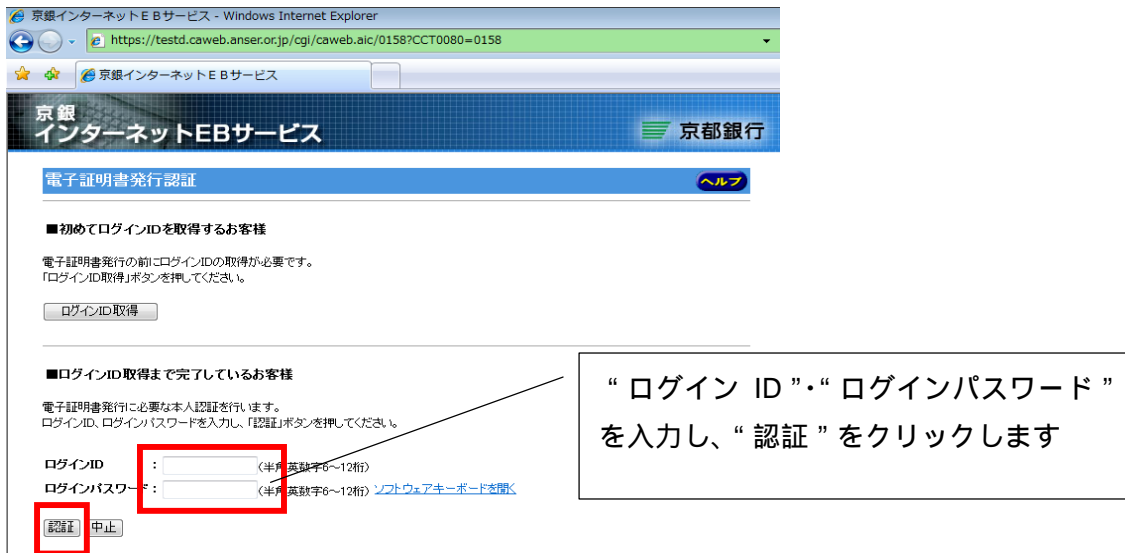 京銀インターネットＥＢサービス - Windows Internet Explorer
https://testd.caweb.anser.or.jp/cgi/caweb.aic/0158?CCT0080=0158
京銀インターネットＥＢサービス
京銀
インターネットEBサービス
京都銀行
電子証明書発行認証
ヘルプ
■初めてログインIDを取得するお客様
電子証明書発行の前にログインIDの取得が必要です。
「ログインID取得」ボタンを押してください。
ログインID取得
■ログインID取得まで完了しているお客様
電子証明書発行に必要な本人認証を行います。
ログインID、ログインパスワードを入力し、「認証」ボタンを押してください。
ログインID ： (半角英数字6～12桁)
ログインパスワード： (半角英数字6～12桁) ソフトウェアキーボードを開く
認証 中止
“ログイン ID”・“ログインパスワード”
を入力し、“認証”をクリックします